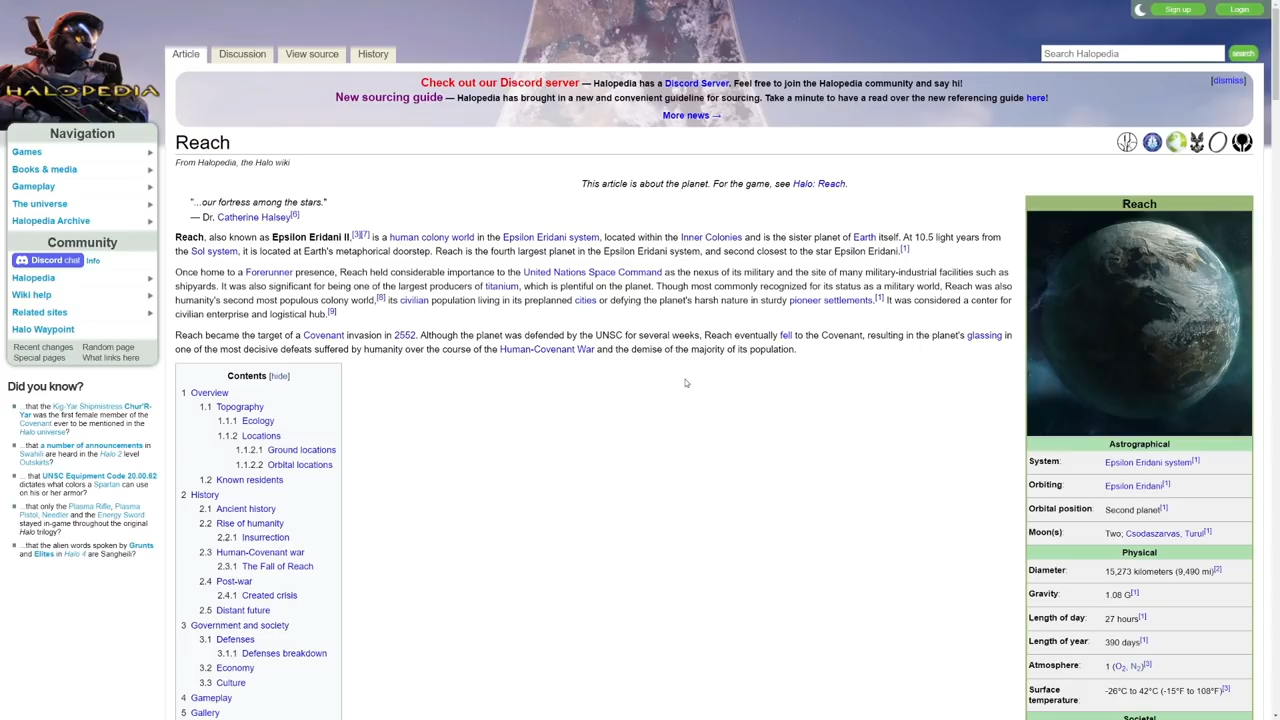 Sign up
Login
HALOPEDIA
Article
Discussion
View source
History
Search Halopedia
search
Check out our Discord server — Halopedia has a Discord Server. Feel free to join the Halopedia community and say hi!
[dismiss]
New sourcing guide — Halopedia has brought in a new and convenient guideline for sourcing. Take a minute to have a read over the new referencing guide here!
More news →
Navigation
Games
Books & media
Gameplay
The universe
Halopedia Archive
Community
Discord chat Info
Halopedia
Wiki help
Related sites
Halo Waypoint
Recent changes Random page
Special pages What links here
Did you know?
...that the Kig-Yar Shipmistress Chur'R-
Yar was the first female member of the
Covenant ever to be mentioned in the
Halo universe?
...that a number of announcements in
Swahili are heard in the Halo 2 level
Outskirts?
... that UNSC Equipment Code 20.00.62
dictates what colors a Spartan can use
on his or her armor?
...that only the Plasma Rifle, Plasma
Pistol, Needler and the Energy Sword
stayed in-game throughout the original
Halo trilogy?
...that the alien words spoken by Grunts
and Elites in Halo 4 are Sangheili?
Reach
From Halopedia, the Halo wiki
This article is about the planet. For the game, see Halo: Reach.
"...our fortress among the stars."
— Dr. Catherine Halsey[6]
Reach, also known as Epsilon Eridani II,[3][7] is a human colony world in the Epsilon Eridani system, located within the Inner Colonies and is the sister planet of Earth itself. At 10.5 light years from
the Sol system, it is located at Earth's metaphorical doorstep. Reach is the fourth largest planet in the Epsilon Eridani system, and second closest to the star Epsilon Eridani.[1]
Once home to a Forerunner presence, Reach held considerable importance to the United Nations Space Command as the nexus of its military and the site of many military-industrial facilities such as
shipyards. It was also significant for being one of the largest producers of titanium, which is plentiful on the planet. Though most commonly recognized for its status as a military world, Reach was also
humanity's second most populous colony world,[8] its civilian population living in its preplanned cities or defying the planet's harsh nature in sturdy pioneer settlements.[1] It was considered a center for
civilian enterprise and logistical hub.[9]
Reach became the target of a Covenant invasion in 2552. Although the planet was defended by the UNSC for several weeks, Reach eventually fell to the Covenant, resulting in the planet's glassing in
one of the most decisive defeats suffered by humanity over the course of the Human-Covenant War and the demise of the majority of its population.
Contents [hide]
1 Overview
1.1 Topography
1.1.1 Ecology
1.1.2 Locations
1.1.2.1 Ground locations
1.1.2.2 Orbital locations
1.2 Known residents
2 History
2.1 Ancient history
2.2 Rise of humanity
2.2.1 Insurrection
2.3 Human-Covenant war
2.3.1 The Fall of Reach
2.4 Post-war
2.4.1 Created crisis
2.5 Distant future
3 Government and society
3.1 Defenses
3.1.1 Defenses breakdown
3.2 Economy
3.3 Culture
4 Gameplay
5 Gallery
Reach
Astrographical
System: Epsilon Eridani system[1]
Orbiting: Epsilon Eridani[1]
Orbital position: Second planet[1]
Moon(s): Two; Csodaszarvas, Turul[1]
Physical
Diameter: 15,273 kilometers (9,490 mi)[2]
Gravity: 1.08 G[1]
Length of day: 27 hours[1]
Length of year: 390 days[1]
Atmosphere: 1 (O2, N2)[3]
Surface temperature: -26°C to 42°C (-15°F to 108°F)[3]
Societal